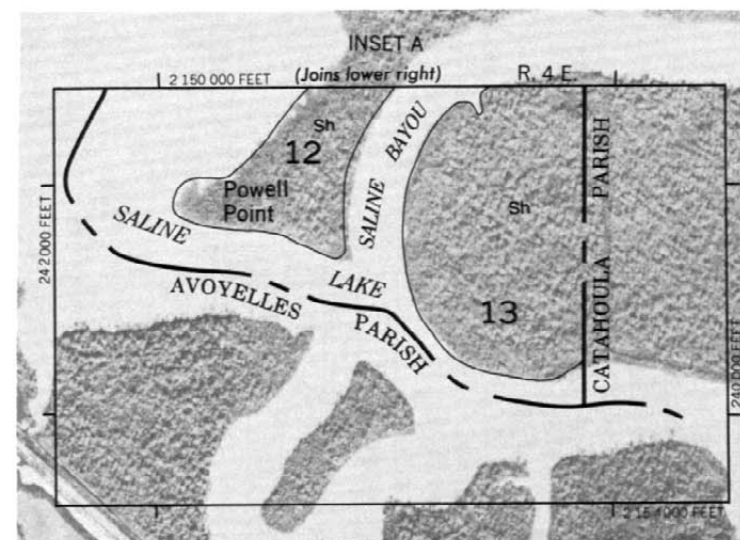 INSET A
2 150 000 FEET
(Joins lower right)
R. 4 E.
Sh
12
Powell
Point
SALINE BAYOU
Sh
PARISH
242 000 FEET
SALINE
LAKE
AVOYELLES
PARISH
13
CATAHOULA
240 000 FEET
2 154 000 FEET